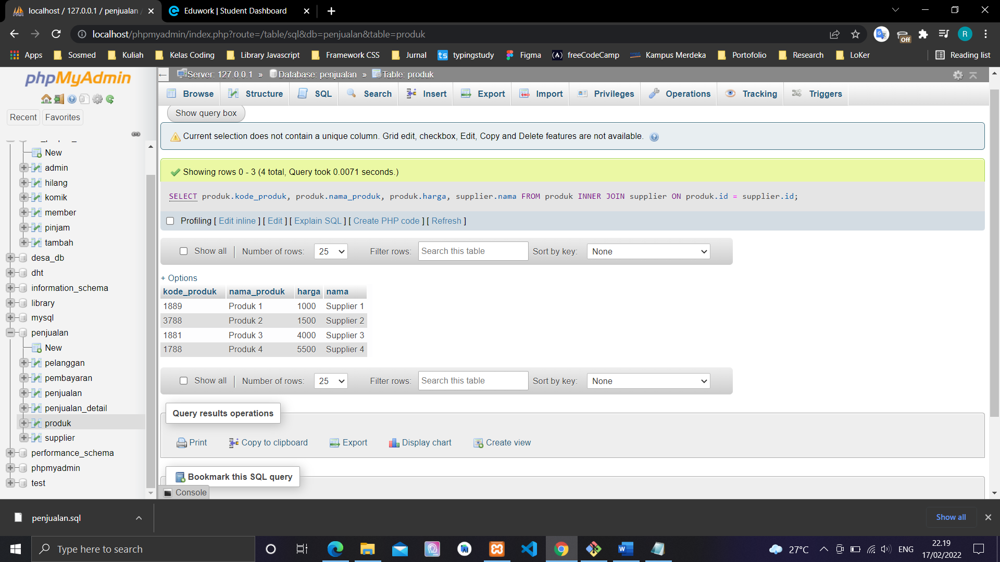 localhost / 127.0.0.1 / penjualan /
Eduwork | Student Dashboard
localhost/phpmyadmin/index.php?route=/table/sql&db=penjualan&table=produk
Off
R
Apps
Sosmed
Kuliah
Kelas Coding
Library Javascript
Framework CSS
Jurnal
ts
typingstudy
Figma
(A)
freeCodeCamp
Kampus Merdeka
Portofolio
Research
LoKer
Reading list
phpMyAdmin
Recent
Favorites
New
admin
hilang
komik
member
pinjam
tambah
desa_db
dht
information_schema
library
mysql
penjualan
New
pelanggan
pembayaran
penjualan
penjualan_detail
produk
supplier
performance_schema
phpmyadmin
test
Server: 127.0.0.1 » Database: penjualan » Table: produk
Browse
Structure
SQL
Search
Insert
Export
Import
Privileges
Operations
Tracking
Triggers
Show query box
Current selection does not contain a unique column. Grid edit, checkbox, Edit, Copy and Delete features are not available.
Showing rows 0 - 3 (4 total, Query took 0.0071 seconds.)
SELECT produk.kode_produk, produk.nama_produk, produk.harga, supplier.nama FROM produk INNER JOIN supplier ON produk.id = supplier.id;
Profiling [ Edit inline ] [ Edit ] [ Explain SQL ] [ Create PHP code ] [ Refresh ]
Show all | Number of rows: 25 Filter rows: Search this table Sort by key: None
+ Options
kode_produk nama_produk harga nama
1889 Produk 1 1000 Supplier 1
3788 Produk 2 1500 Supplier 2
1881 Produk 3 4000 Supplier 3
1788 Produk 4 5500 Supplier 4
Show all | Number of rows: 25 Filter rows: Search this table Sort by key: None
Query results operations
Print
Copy to clipboard
Export
Display chart
Create view
Bookmark this SQL query
Console
penjualan.sql
Show all
Type here to search
27°C
ENG
22.19
17/02/2022